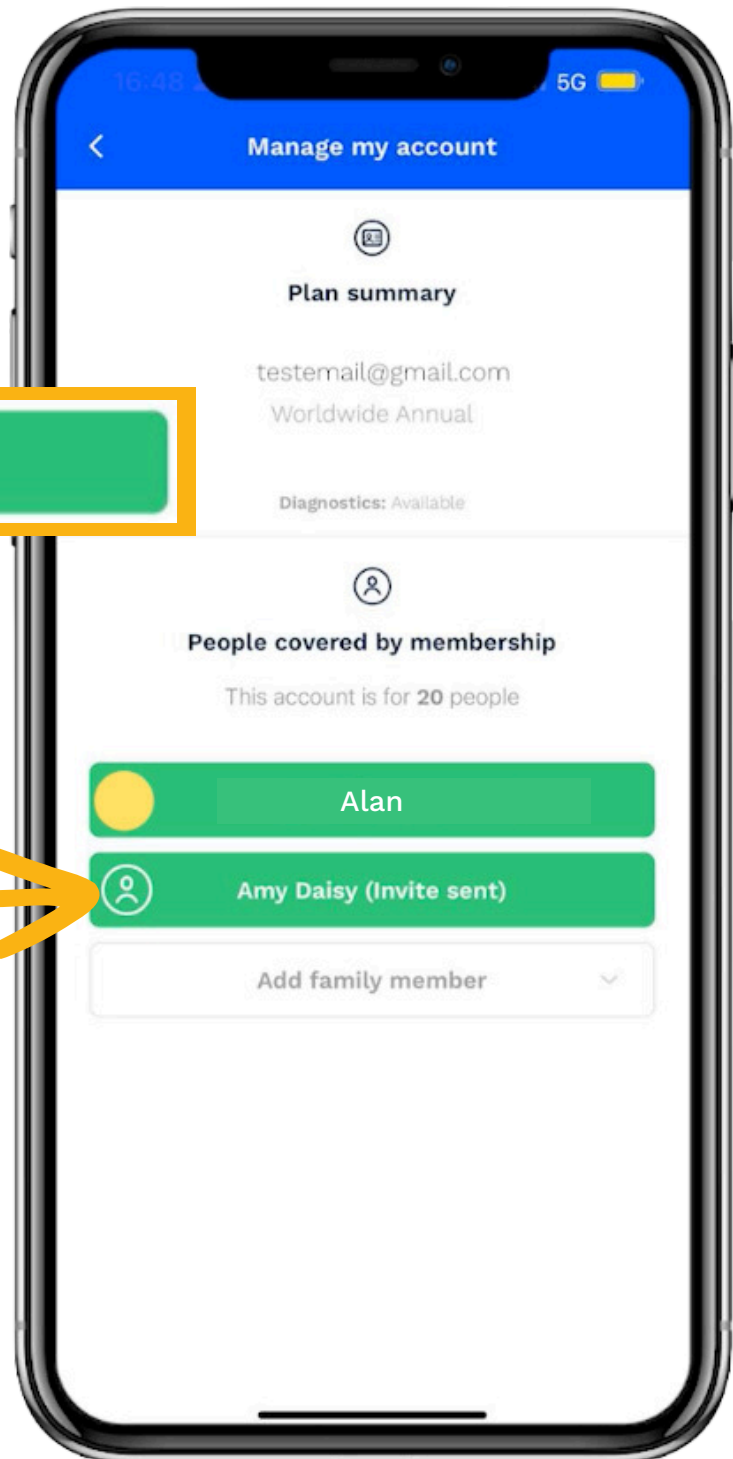 16:48
5G
Manage my account
Plan summary
testemail@gmail.com
Worldwide Annual
Diagnostics: Available
People covered by membership
This account is for 20 people
Alan
Amy Daisy (Invite sent)
Add family member